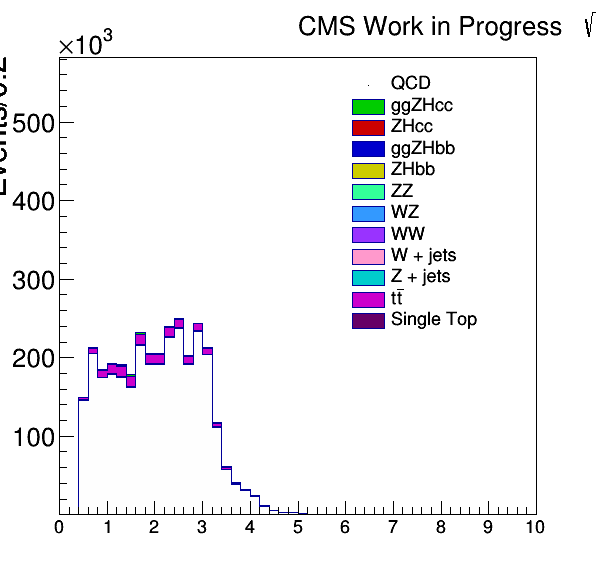 CMS Work in Progress √
×10³
Events/0.2
QCD
ggZHcc
ZHcc
ggZHbb
ZHbb
ZZ
WZ
WW
W + jets
Z + jets
tt̄
Single Top
500
400
300
200
100
0 1 2 3 4 5 6 7 8 9 10